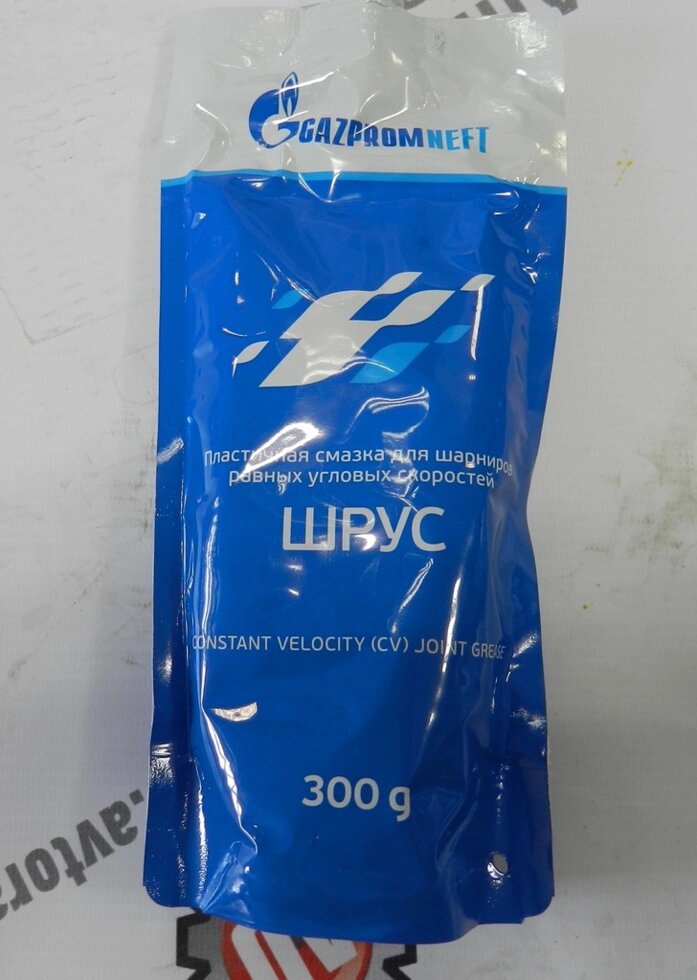 GAZPROMNEFT
Пластичная смазка для шарниров
равных угловых скоростей
ШРУС
CONSTANT VELOCITY (CV) JOINT GREASE
300 g